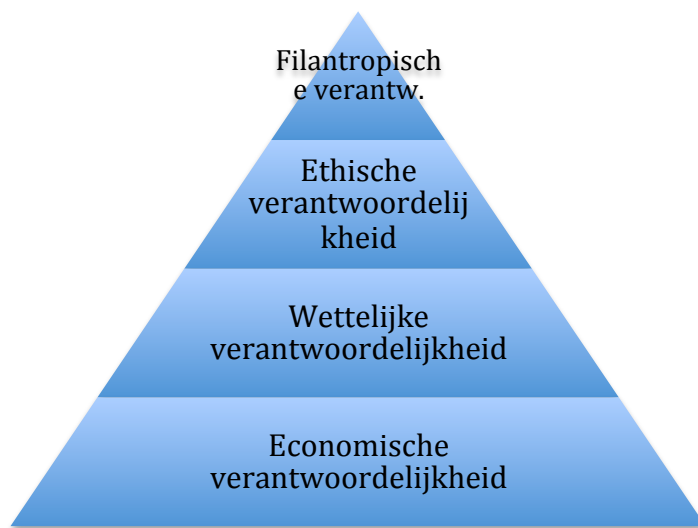 Filantropisch
e verantw.
Ethische
verantwoordelij
kheid
Wettelijke
verantwoordelijkheid
Economische
verantwoordelijkheid